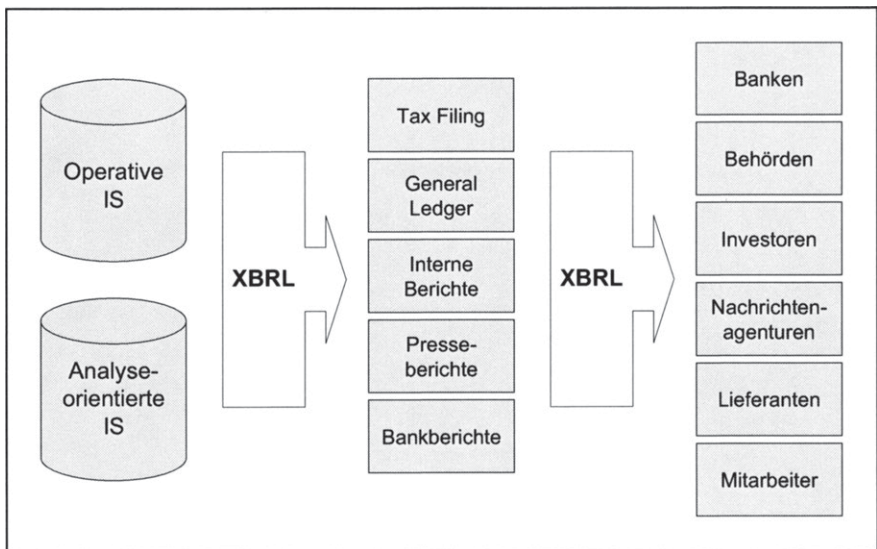 Operative
IS
Analyse-
orientierte
IS
XBRL
Tax Filing
General
Ledger
Interne
Berichte
Presse-
berichte
Bankberichte
XBRL
Banken
Behörden
Investoren
Nachrichten-
agenturen
Lieferanten
Mitarbeiter